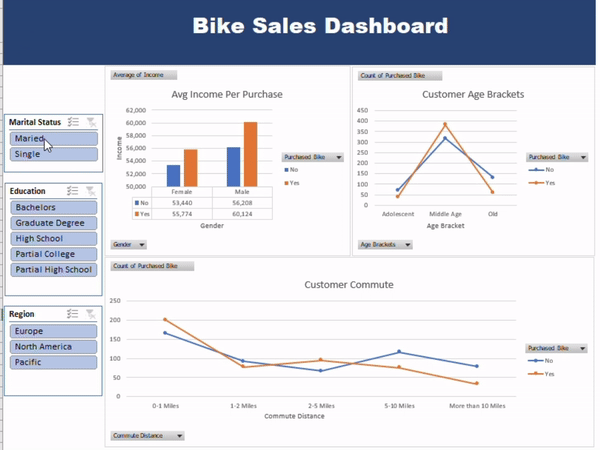 Bike Sales Dashboard
Marital Status
Maried
Single
Education
Bachelors
Graduate Degree
High School
Partial College
Partial High School
Region
Europe
North America
Pacific
Average of Income
Avg Income Per Purchase
62,000
60,000
58,000
56,000
54,000
52,000
50,000
Income
Female Male
No 53,440 56,208
Yes 55,774 60,124
Gender
Purchased Bike
No
Yes
Gender
Count of Purchased Bike
Customer Age Brackets
450
400
350
300
250
200
150
100
50
0
Adolescent Middle Age Old
Age Bracket
Purchased Bike
No
Yes
Age Brackets
Count of Purchased Bike
Customer Commute
250
200
150
100
50
0
0-1 Miles 1-2 Miles 2-5 Miles 5-10 Miles More than 10 Miles
Commute Distance
Purchased Bike
No
Yes
Commute Distance